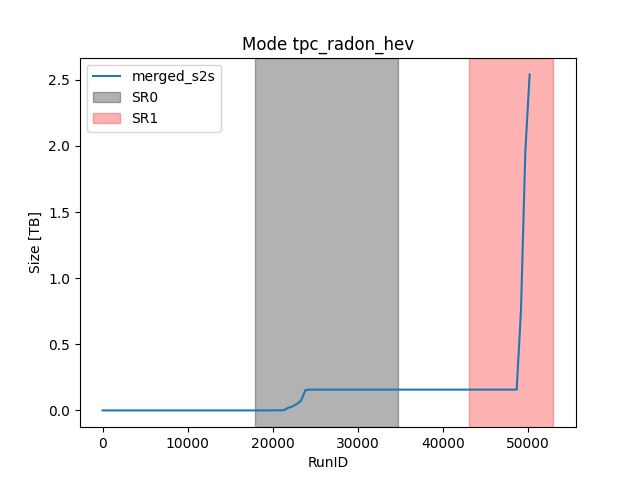 Mode tpc_radon_hev
merged_s2s
SR0
SR1
Size [TB]
2.5
2.0
1.5
1.0
0.5
0.0
0 10000 20000 30000 40000 50000
RunID